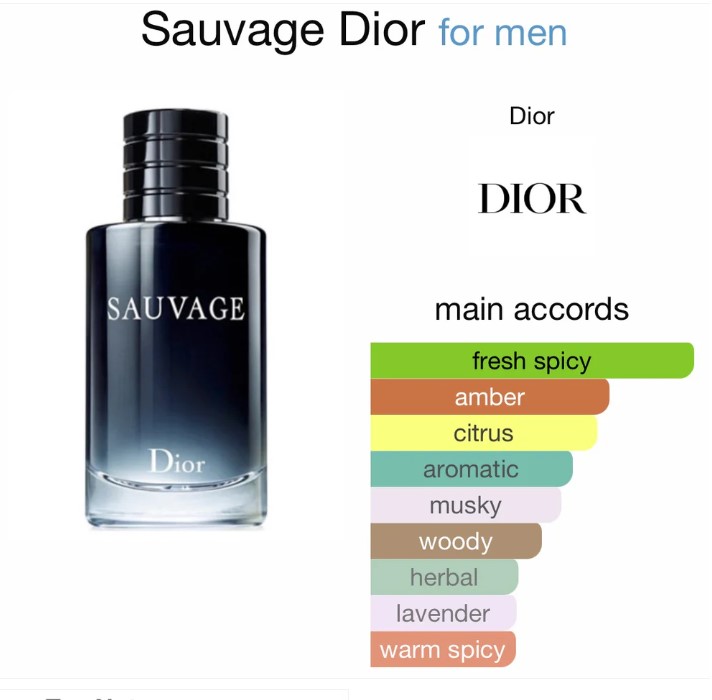 Sauvage Dior for men
SAUVAGE
Dior
Dior
DIOR
main accords
fresh spicy
amber
citrus
aromatic
musky
woody
herbal
lavender
warm spicy